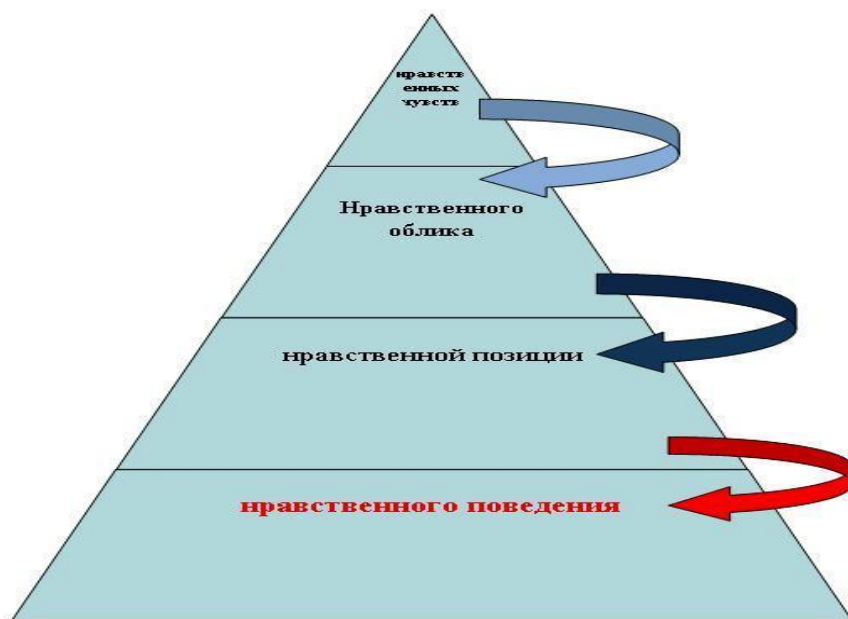 нравств
енных
чувств
Нравственного
облика
нравственной позиции
нравственного поведения